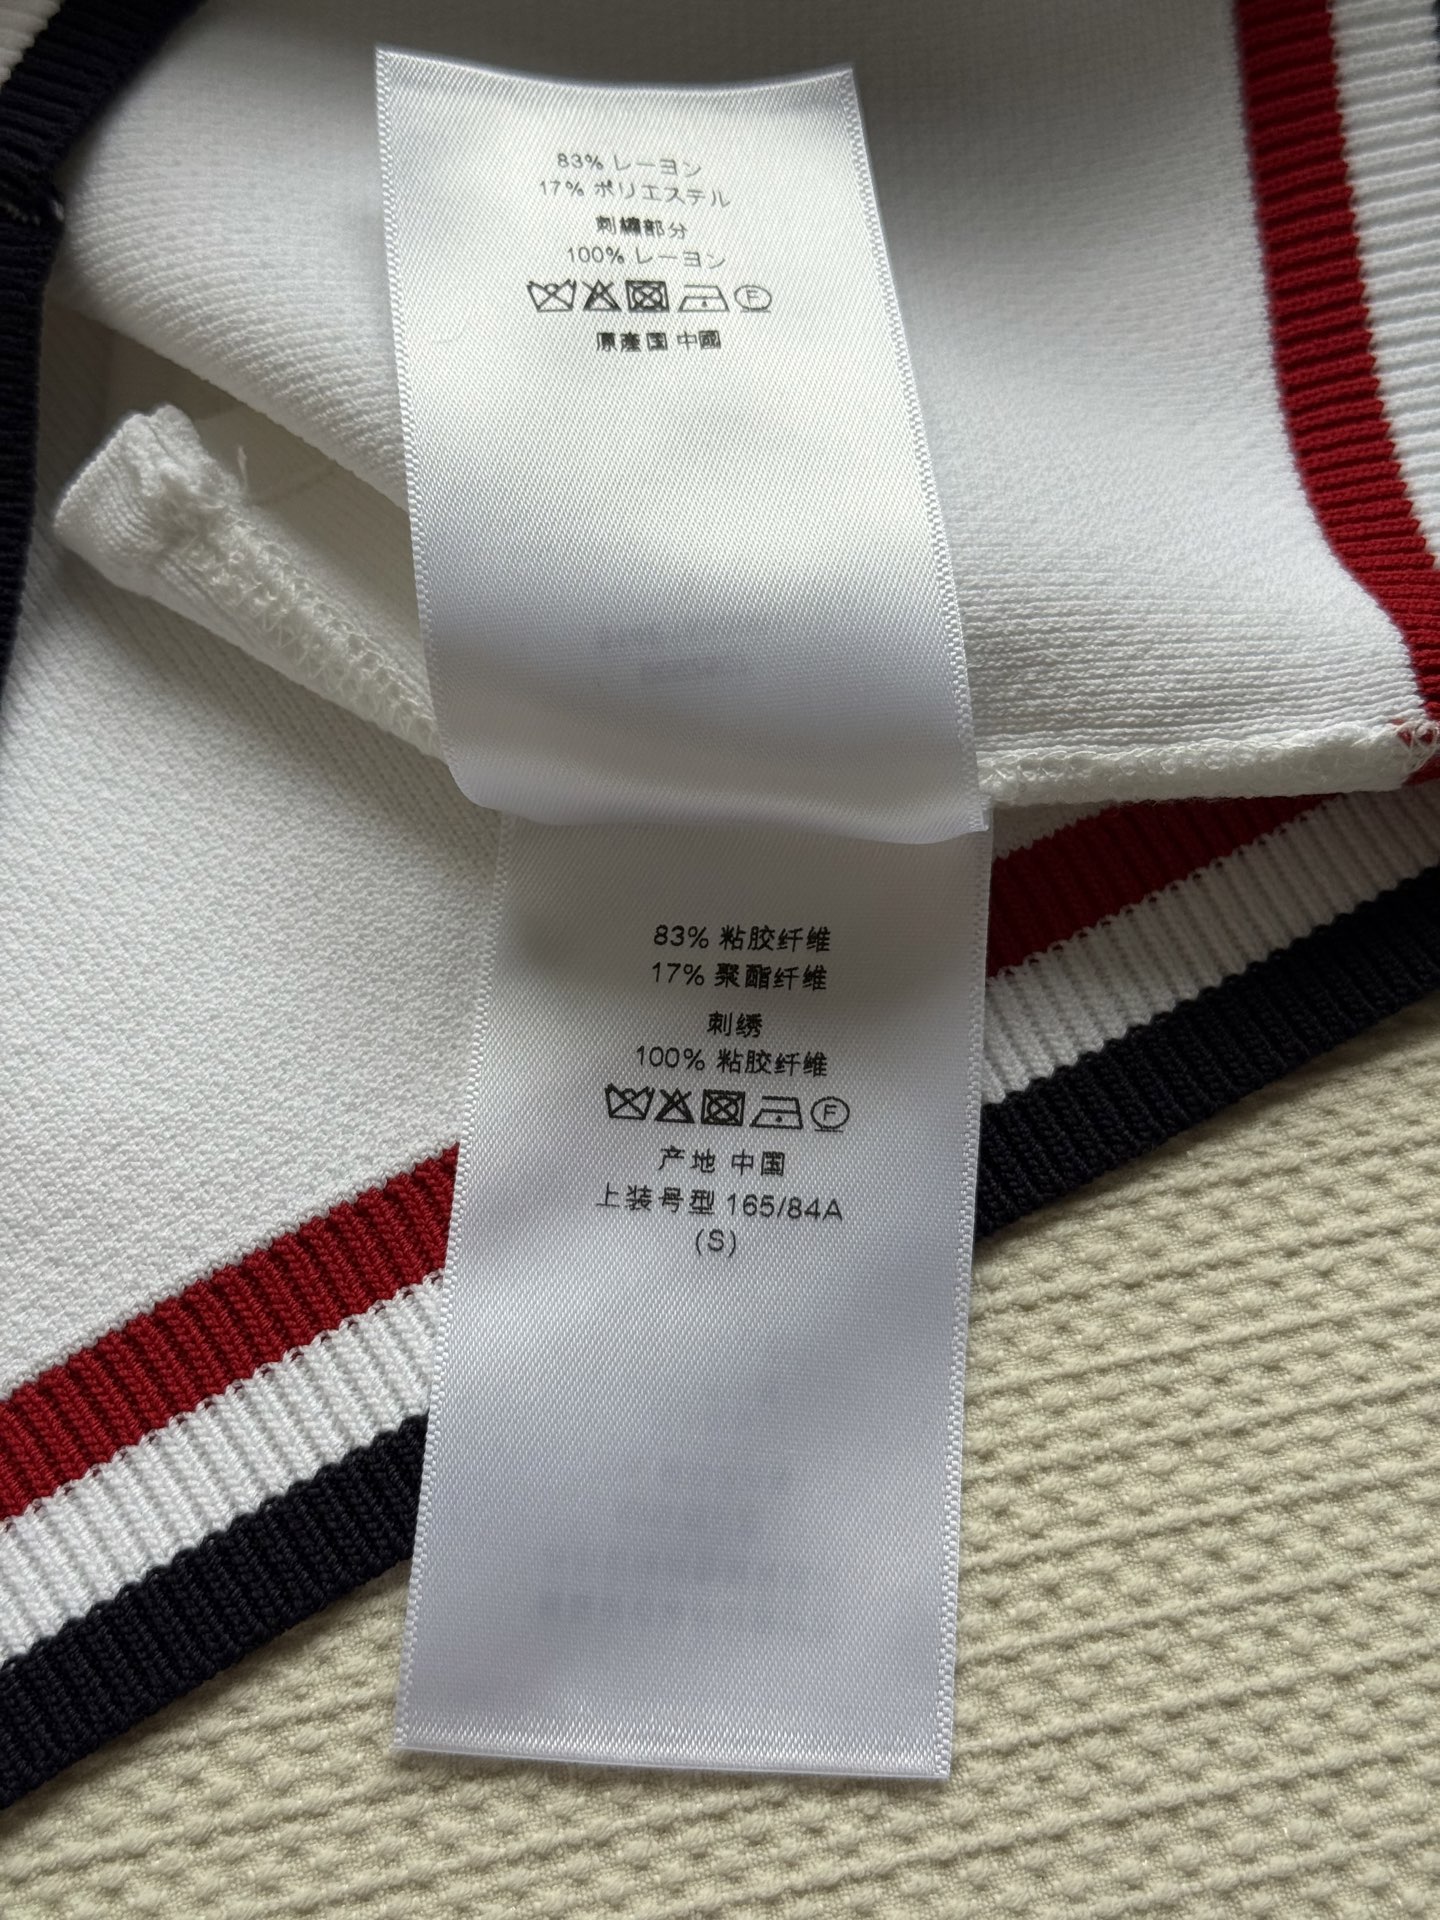 83% レーヨン
17% ポリエステル
刺繍部分
100% レーヨン
F
原産国 中國
83% 粘胶纤维
17% 聚酯纤维
刺绣
100% 粘胶纤维
F
产地 中国
上装号型 165/84A
(S)